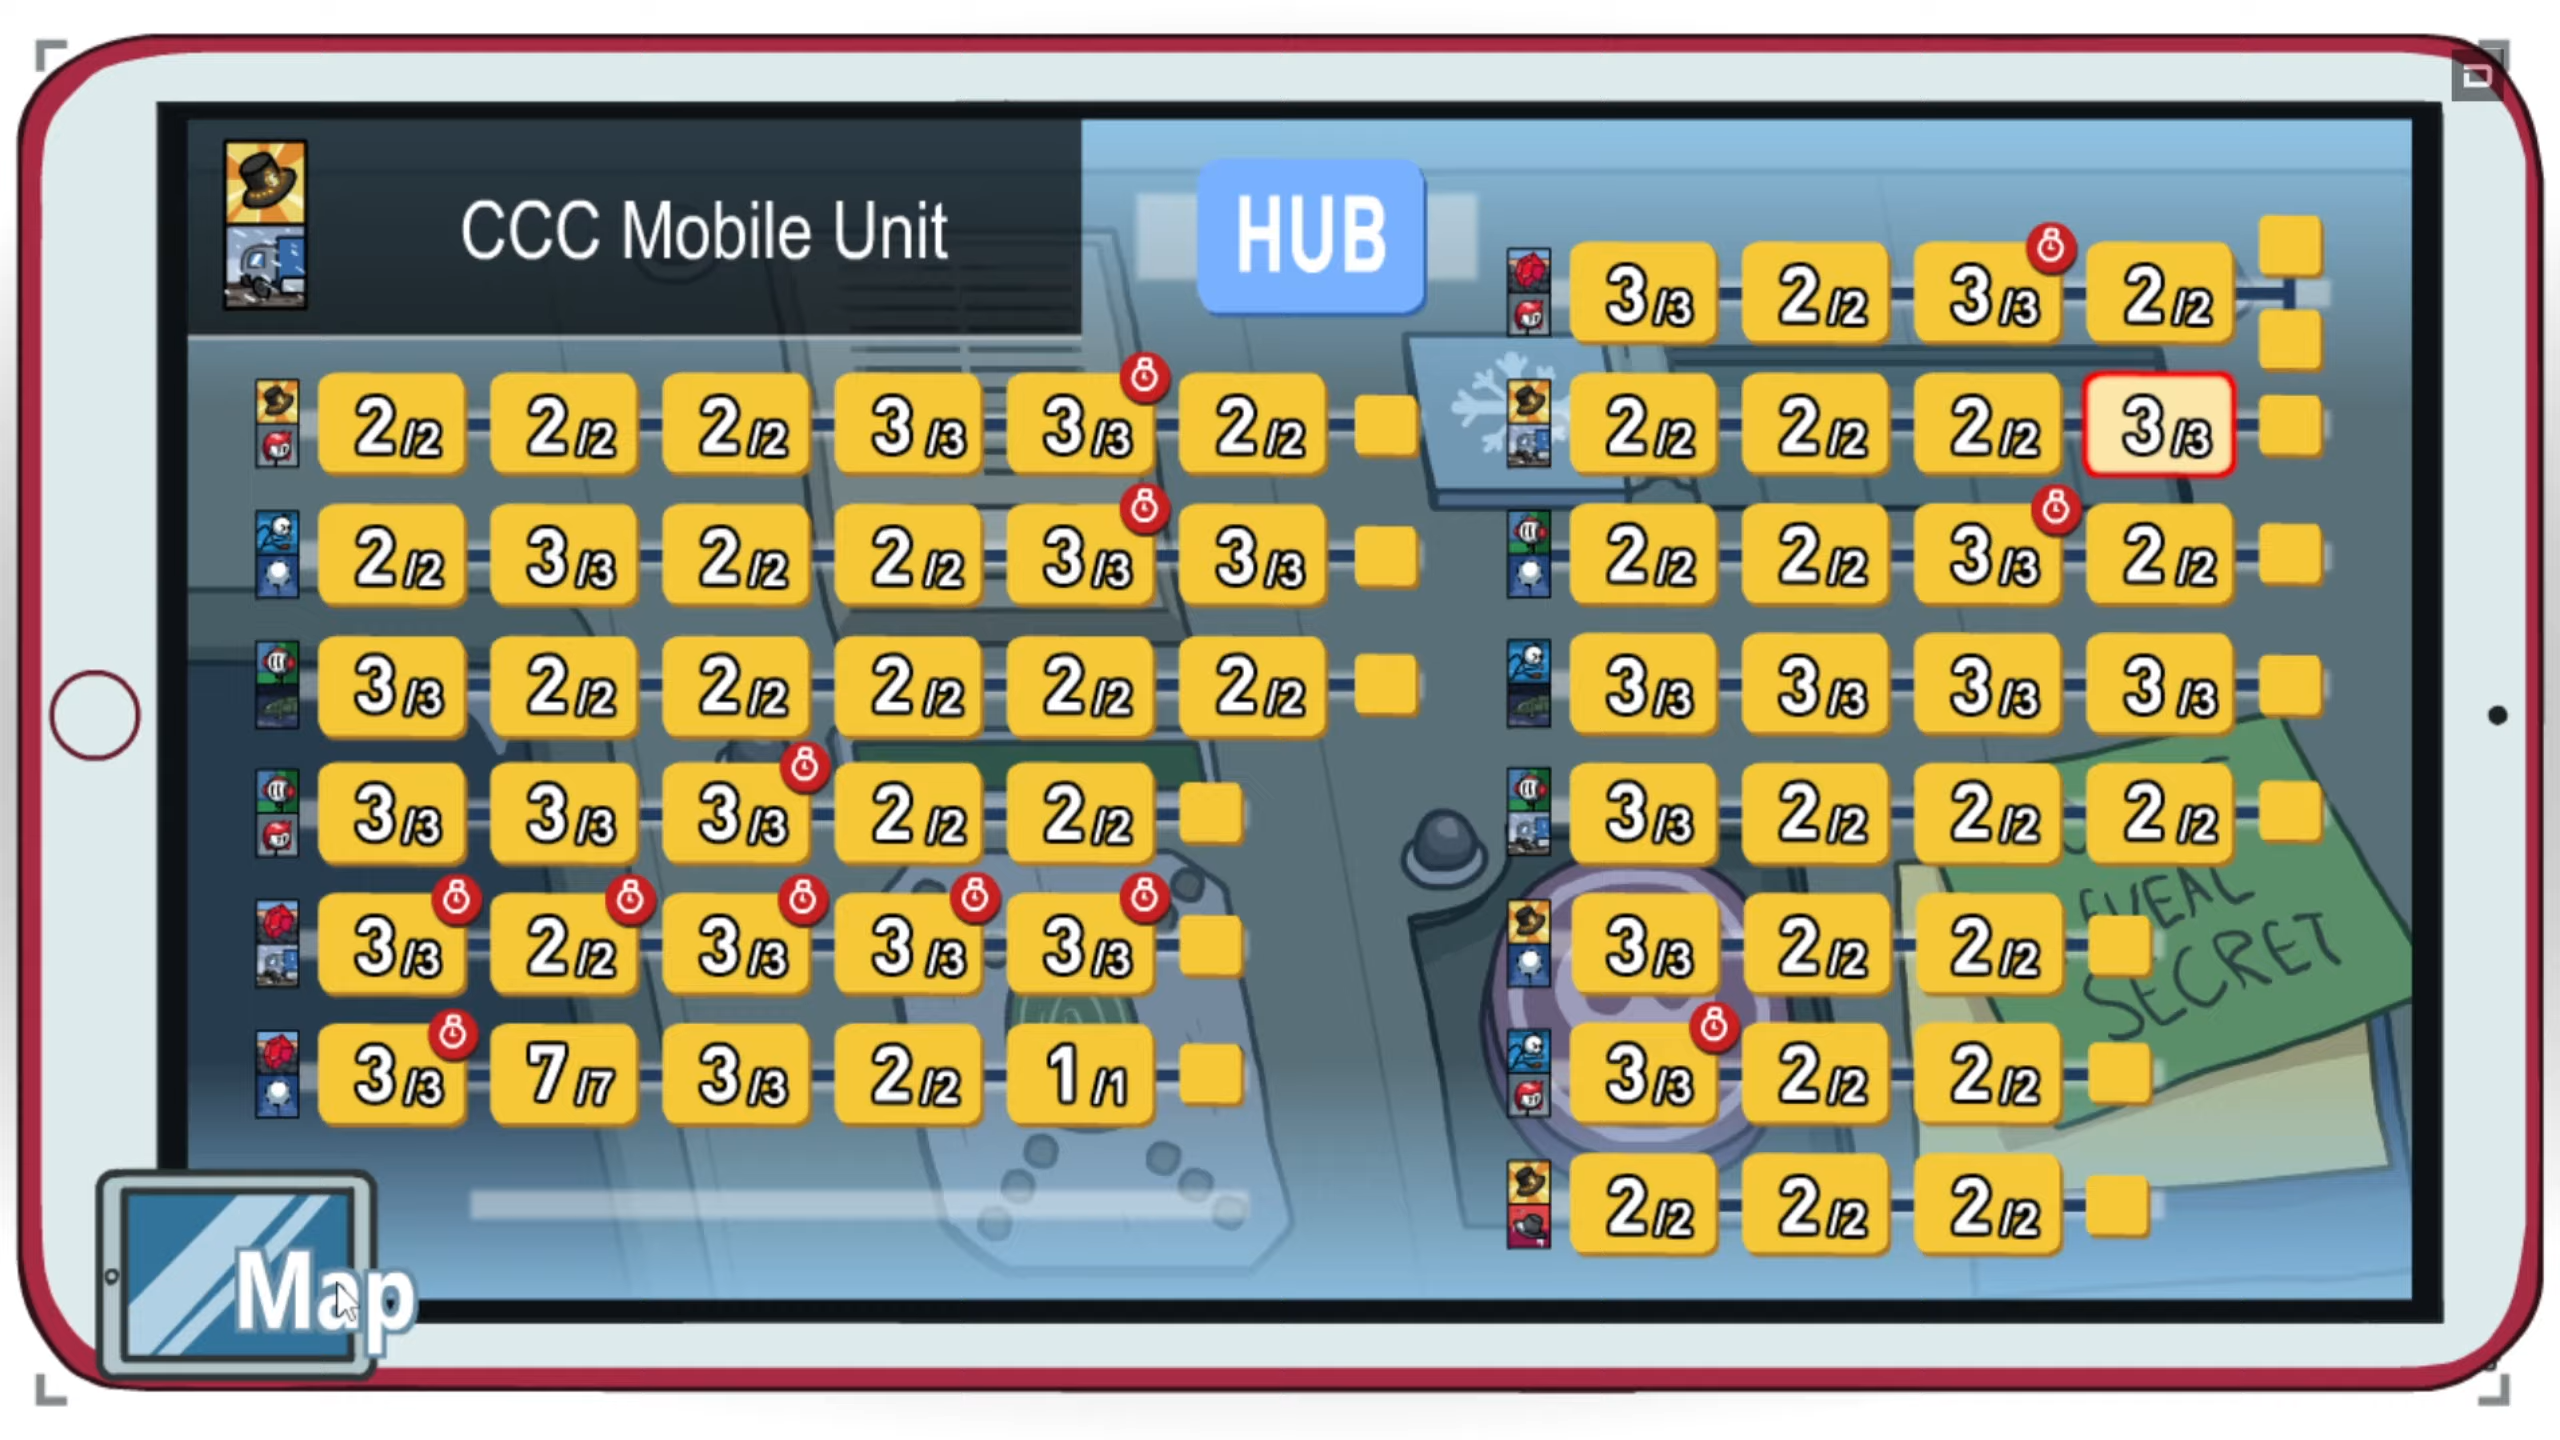 CCC Mobile Unit
HUB
3/3 2/2 3/3 2/2
2/2 2/2 2/2 3/3 3/3 2/2
2/2 2/2 2/2 3/3
2/2 3/3 2/2 2/2 3/3 3/3
2/2 2/2 3/3 2/2
3/3 2/2 2/2 2/2 2/2 2/2
3/3 3/3 3/3 3/3
3/3 3/3 3/3 2/2 2/2
3/3 2/2 2/2 2/2
3/3 2/2 3/3 3/3 3/3
3/3 2/2 2/2
3/3 7/7 3/3 2/2 1/1
3/3 2/2 2/2
2/2 2/2 2/2
SECRET
Map